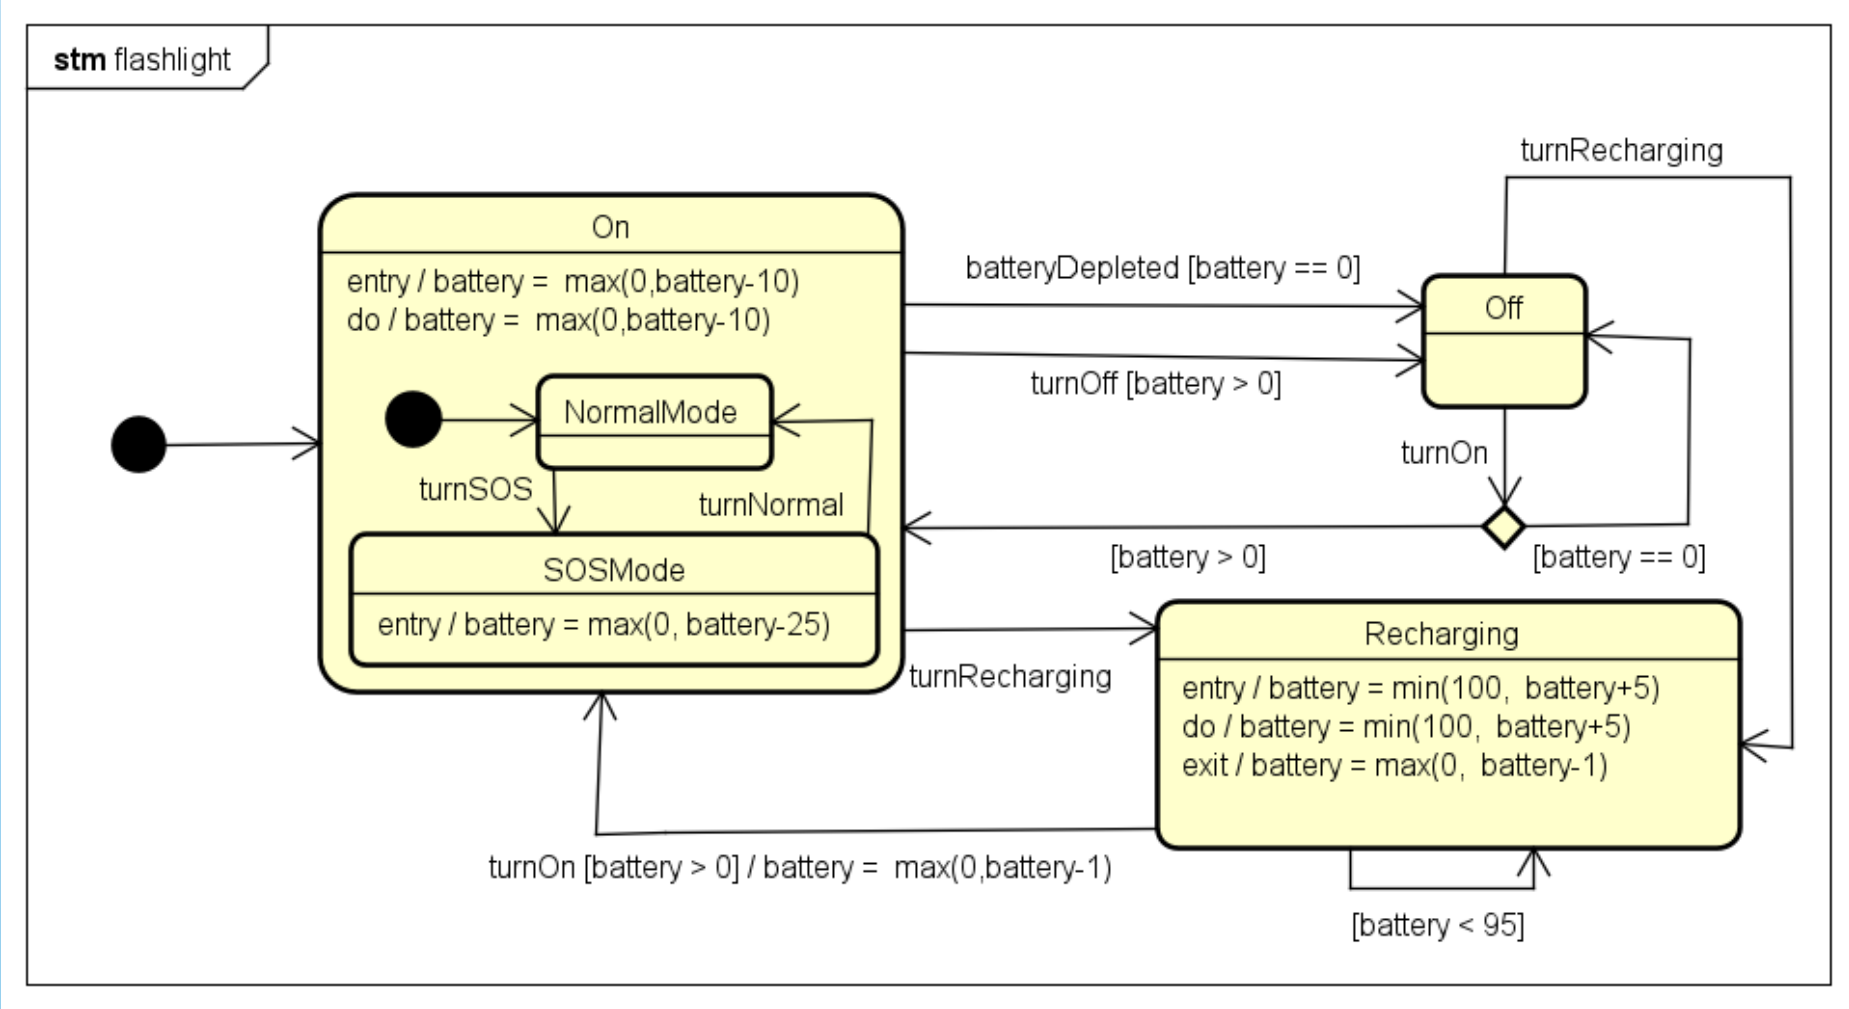 stm flashlight
turnRecharging
On
entry / battery = max(0,battery-10)
do / battery = max(0,battery-10)
batteryDepleted [battery == 0]
Off
turnOff [battery > 0]
NormalMode
turnOn
turnSOS
turnNormal
[battery > 0]
[battery == 0]
SOSMode
entry / battery = max(0, battery-25)
turnRecharging
Recharging
entry / battery = min(100, battery+5)
do / battery = min(100, battery+5)
exit / battery = max(0, battery-1)
turnOn [battery > 0] / battery = max(0,battery-1)
[battery < 95]